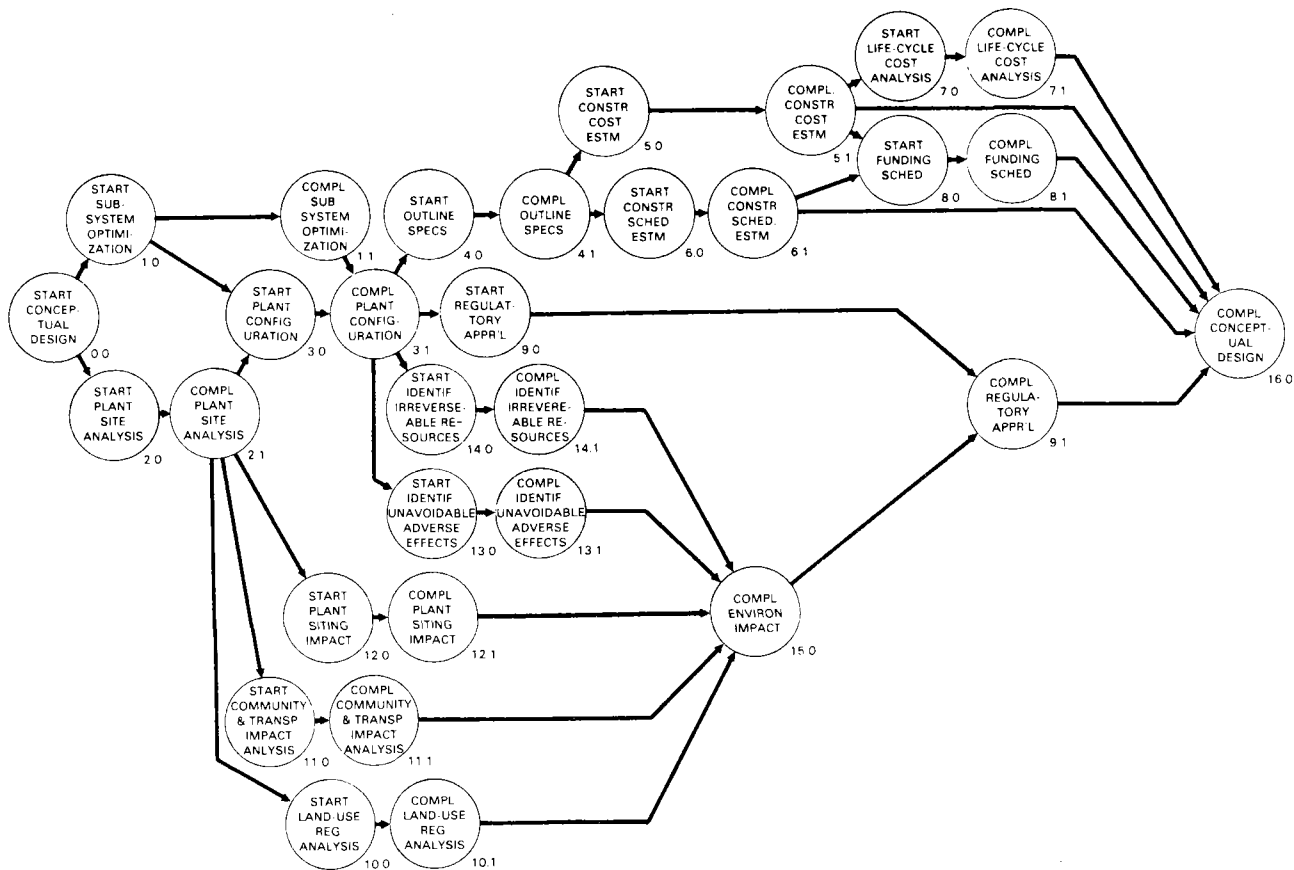 START
LIFE-CYCLE
COST
ANALYSIS
7.0
COMPL
LIFE-CYCLE
COST
ANALYSIS
7.1
START
CONSTR
COST
ESTM
5.0
COMPL.
CONSTR
COST
ESTM
5.1
START
FUNDING
SCHED
8.0
COMPL
FUNDING
SCHED
8.1
START
SUB-
SYSTEM
OPTIMI-
ZATION
1.0
COMPL
SUB
SYSTEM
OPTIMI-
ZATION
1.1
START
OUTLINE
SPECS
4.0
COMPL
OUTLINE
SPECS
4.1
START
CONSTR
SCHED
ESTM
6.0
COMPL
CONSTR
SCHED.
ESTM
6.1
START
CONCEP-
TUAL
DESIGN
0.0
START
PLANT
CONFIG
URATION
3.0
COMPL
PLANT
CONFIG-
URATION
3.1
START
REGULAT-
TORY
APPR'L
9.0
COMPL
CONCEPT-
UAL
DESIGN
16.0
START
PLANT
SITE
ANALYSIS
2.0
COMPL
PLANT
SITE
ANALYSIS
2.1
START
IDENTIF
IRREVERSE-
ABLE RE-
SOURCES
14.0
COMPL
IDENTIF
IRREVERE-
ABLE RE-
SOURCES
14.1
COMPL
REGULA-
TORY
APPR'L
9.1
START
IDENTIF
UNAVOIDABLE
ADVERSE
EFFECTS
13.0
COMPL
IDENTIF
UNAVOIDABLE
ADVERSE
EFFECTS
13.1
START
PLANT
SITING
IMPACT
12.0
COMPL
PLANT
SITING
IMPACT
12.1
COMPL
ENVIRON
IMPACT
15.0
START
COMMUNITY
& TRANSP
IMPACT
ANLYSIS
11.0
COMPL
COMMUNITY
& TRANSP
IMPACT
ANALYSIS
11.1
START
LAND-USE
REG
ANALYSIS
10.0
COMPL
LAND-USE
REG
ANALYSIS
10.1